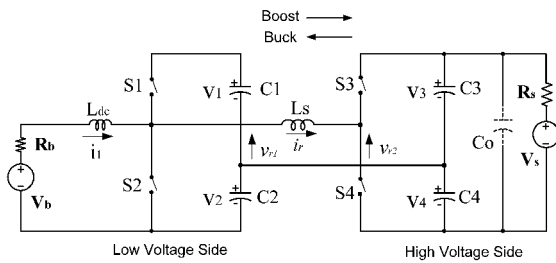 Boost
Buck
S1
V1
+
-
C1
S3
V3
+
-
C3
Rs
Ldc
i1
Ls
ir
vr1
vr2
Co
+
-
Vs
Rb
+
-
Vb
S2
V2
+
-
C2
S4
V4
+
-
C4
Low Voltage Side
High Voltage Side